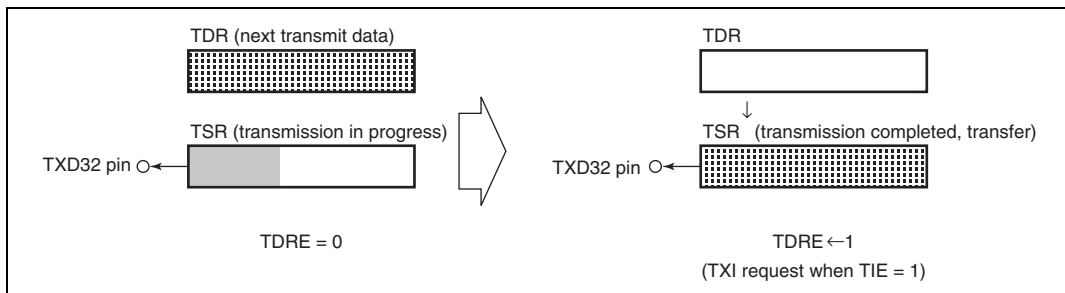 TDR (next transmit data)
TSR (transmission in progress)
TXD32 pin
TDRE = 0
TDR
↓
TSR (transmission completed, transfer)
TXD32 pin
TDRE ←1
(TXI request when TIE = 1)